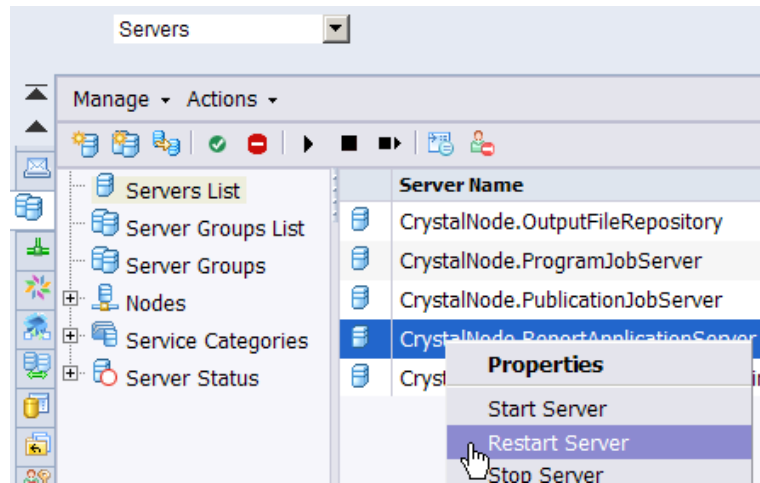 Servers
Manage Actions
Servers List
Server Groups List
Server Groups
Nodes
Service Categories
Server Status
Server Name
CrystalNode.OutputFileRepository
CrystalNode.ProgramJobServer
CrystalNode.PublicationJobServer
CrystalNode.ReportApplicationServer
Properties
Start Server
Restart Server
Stop Server